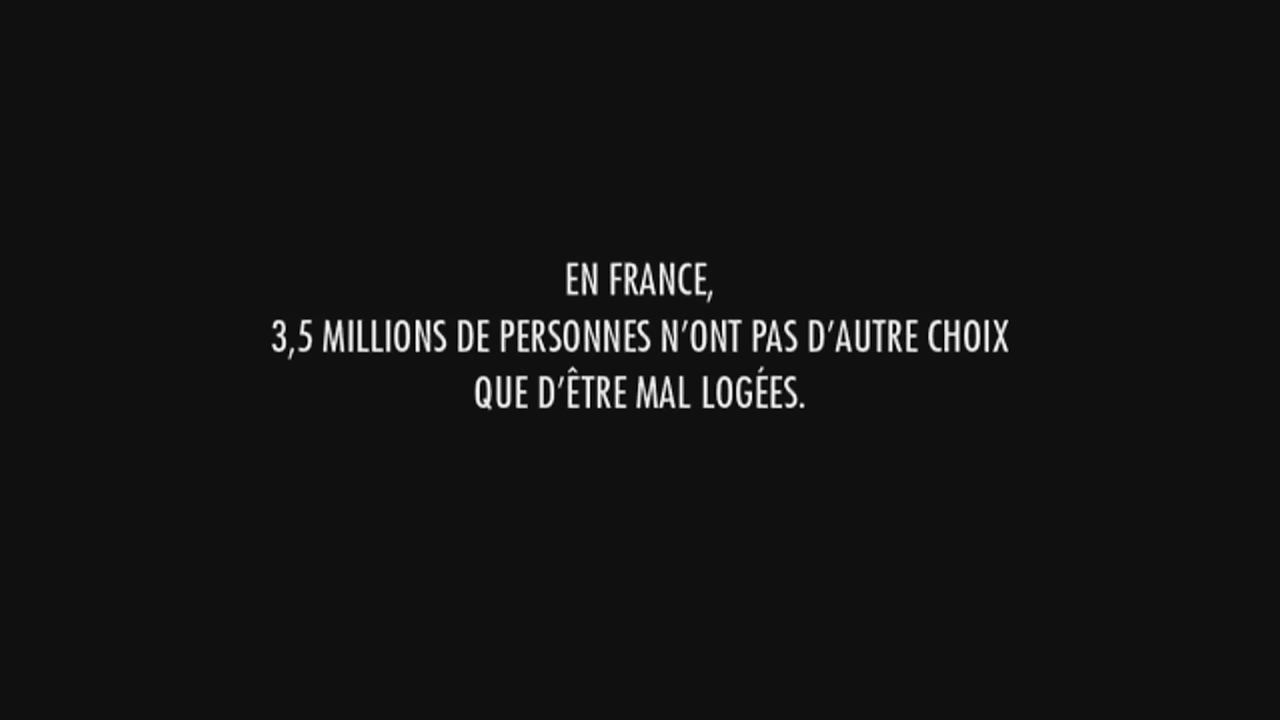 EN FRANCE,
3,5 MILLIONS DE PERSONNES N’ONT PAS D’AUTRE CHOIX
QUE D’ÊTRE MAL LOGÉES.